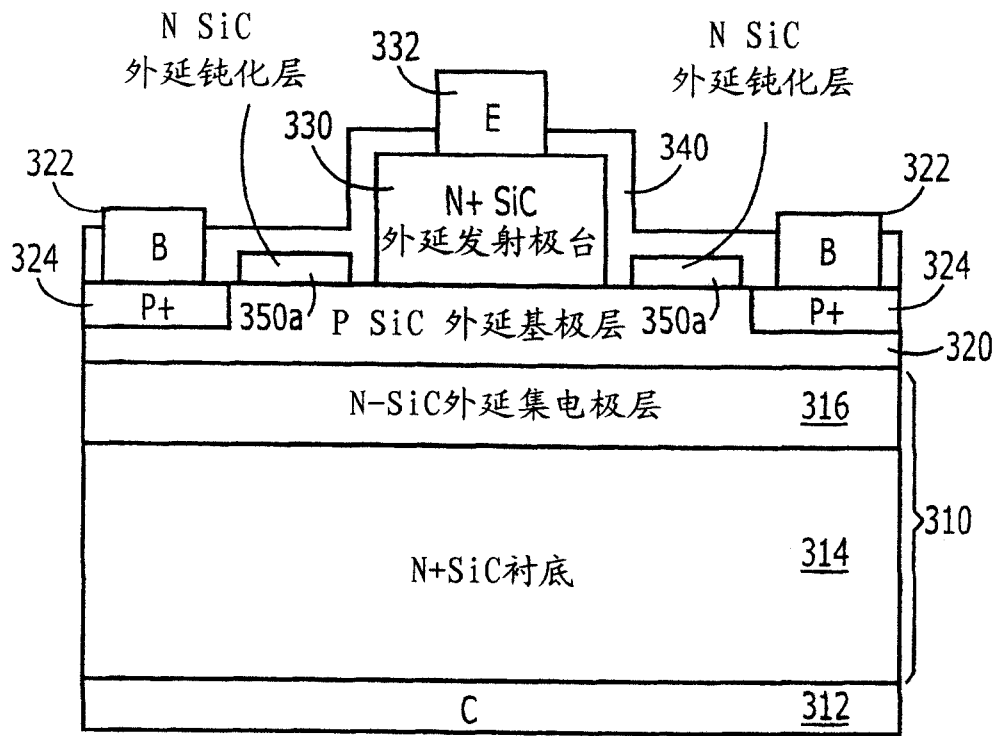 N SiC
外延钝化层
332
N SiC
外延钝化层
E
330
340
322
322
N+ SiC
外延发射极台
B
B
324
324
P+
350a
P SiC 外延基极层
350a
P+
320
N-SiC外延集电极层
316
310
N+SiC衬底
314
C
312